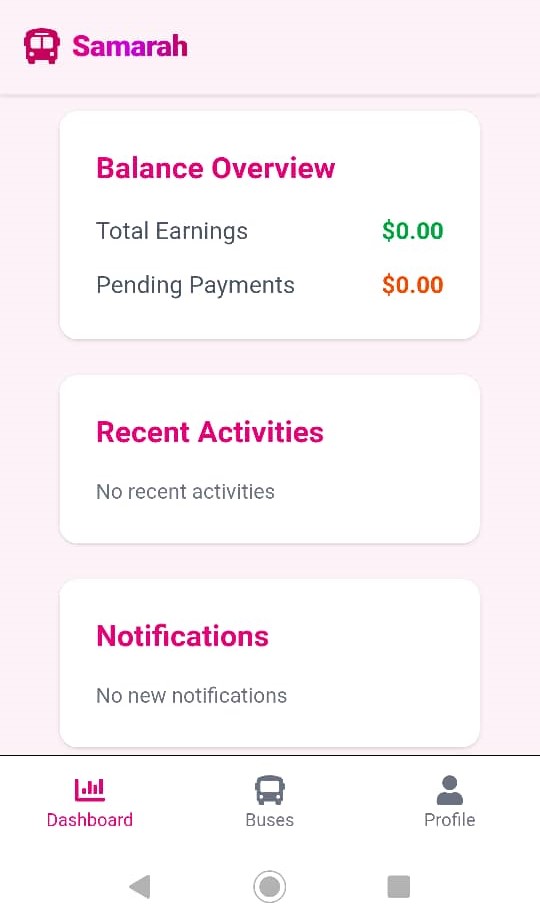 Samarah
Balance Overview
Total Earnings $0.00
Pending Payments $0.00
Recent Activities
No recent activities
Notifications
No new notifications
Dashboard Buses Profile